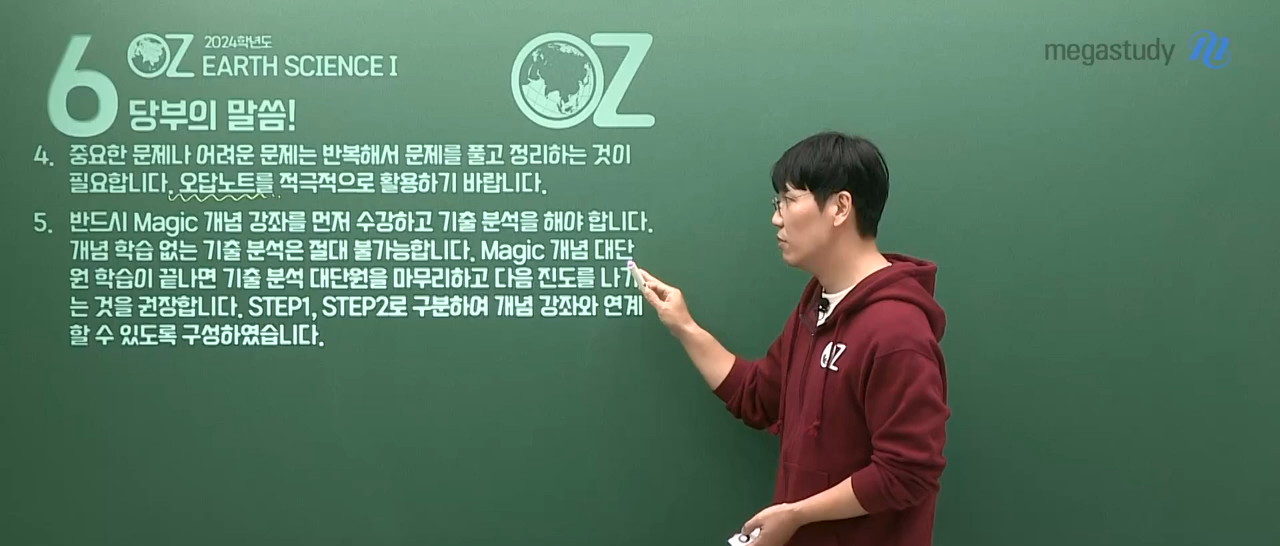 6
OZ 2024학년도
EARTH SCIENCE I
당부의 말씀!
OZ
megastudy
4. 중요한 문제나 어려운 문제는 반복해서 문제를 풀고 정리하는 것이
필요합니다. 오답노트를 적극적으로 활용하기 바랍니다.
5. 반드시 Magic 개념 강좌를 먼저 수강하고 기출 분석을 해야 합니다.
개념 학습 없는 기출 분석은 절대 불가능합니다. Magic 개념 대단
원 학습이 끝나면 기출 분석 대단원을 마무리하고 다음 진도를
는 것을 권장합니다. STEP1, STEP2로 구분하여 개념 강좌와 연계
할 수 있도록 구성하였습니다.
OZ